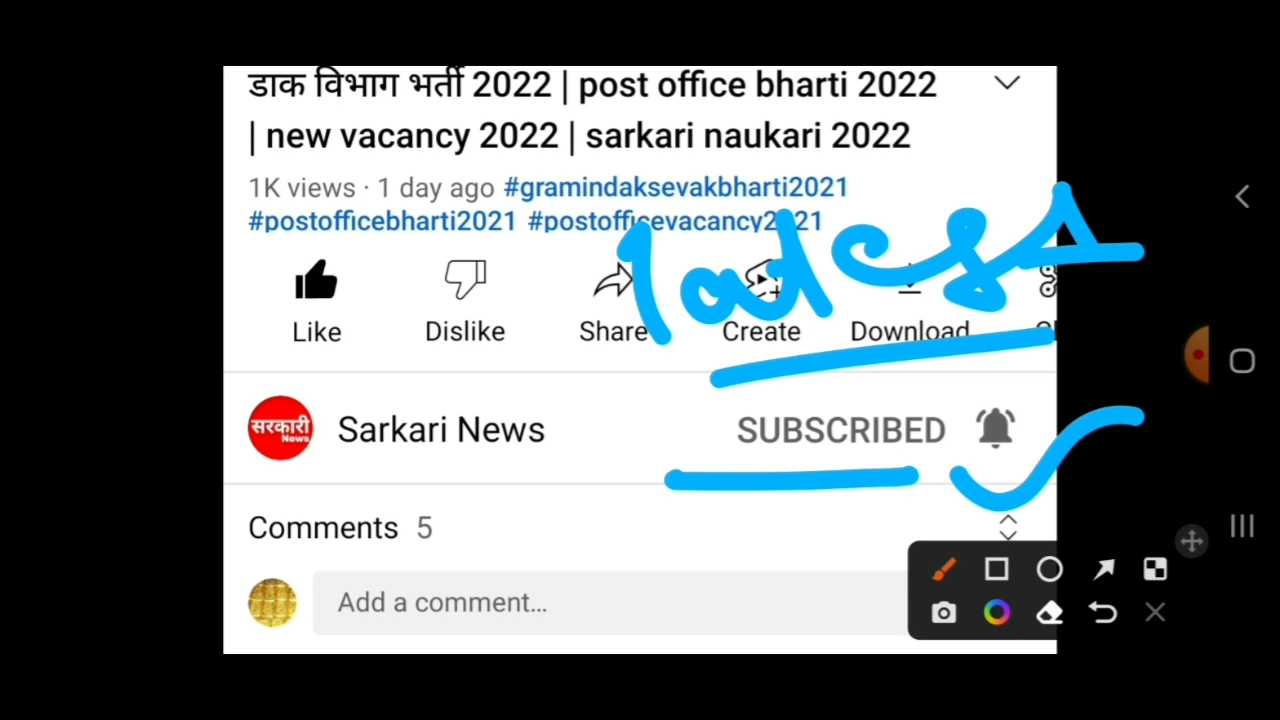 डाक विभाग भर्ती 2022 | post office bharti 2022
| new vacancy 2022 | sarkari naukari 2022
1K views · 1 day ago #gramindaksevakbharti2021
#postofficebharti2021 #postofficevacancy2021
Like Dislike Share Create Download
सरकारी News Sarkari News SUBSCRIBED
Comments 5
Add a comment...